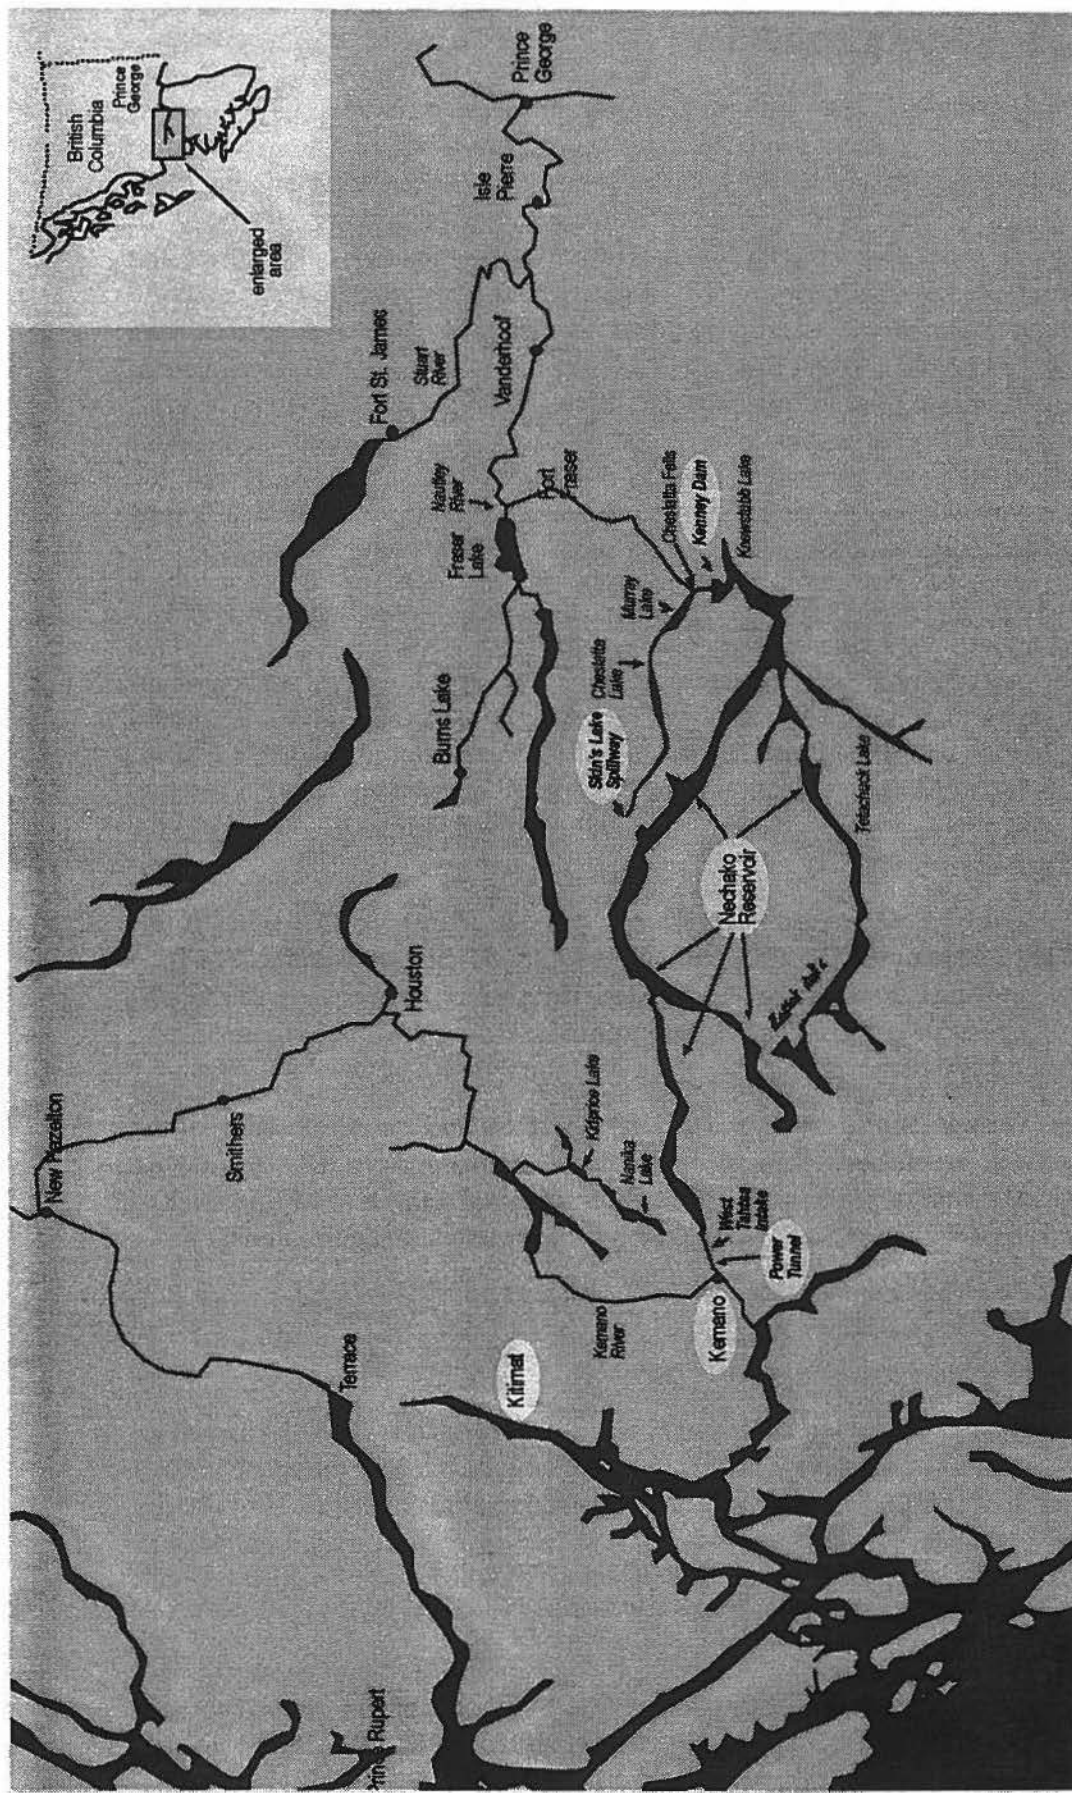 British
Columbia
Prince
George
enlarged
area
New Hazelton
Smithers
Terrace
Prince Rupert
Fort St. James
Houston
Stuart
River
Burns Lake
Nautley
River
Fraser
Lake
Isle
Pierre
Vanderhoof
Prince
George
Kitimat
Fort
Fraser
Kidprice Lake
Skin's Lake
Spillway
Cheslatta
Lake
Kemano
River
Nanika
Lake
Murray
Lake
Cheslatta Falls
Kenney Dam
Kemano
West
Tahtsa
Intake
Nechako
Reservoir
Knewstubb Lake
Power
Tunnel
Tetachuck Lake